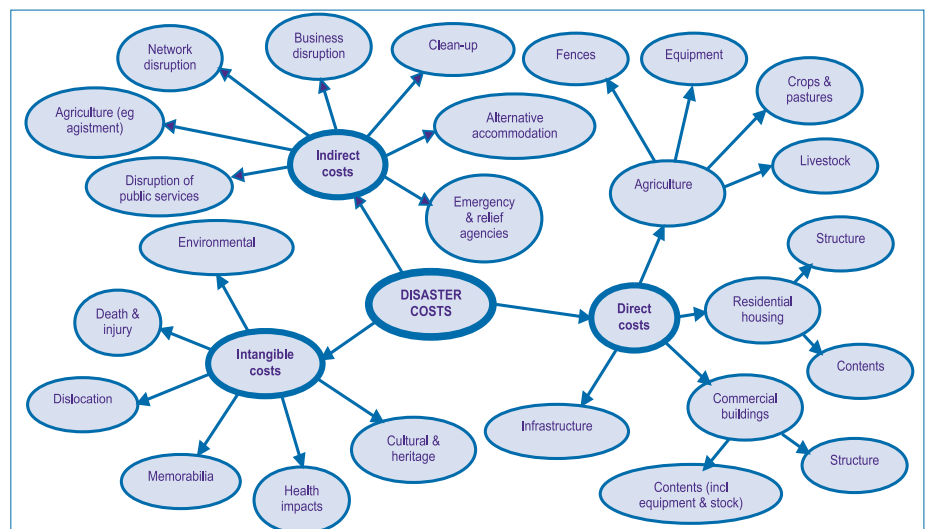 Network
disruption
Business
disruption
Clean-up
Agriculture (eg
agistment)
Alternative
accommodation
Indirect
costs
Disruption of
public services
Emergency
& relief
agencies
Fences
Equipment
Crops &
pastures
Livestock
Agriculture
Environmental
DISASTER
COSTS
Direct
costs
Structure
Residential
housing
Contents
Death &
injury
Intangible
costs
Dislocation
Memorabilia
Health
impacts
Cultural &
heritage
Infrastructure
Commercial
buildings
Structure
Contents (incl
equipment & stock)